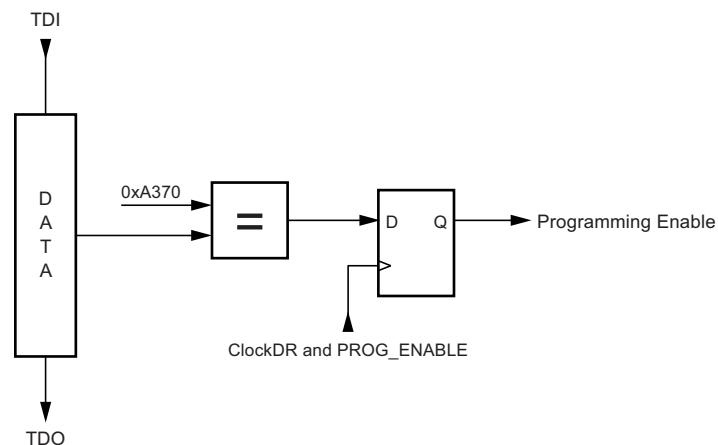 TDI
D
A
T
A
0xA370
=
D Q
Programming Enable
ClockDR and PROG_ENABLE
TDO